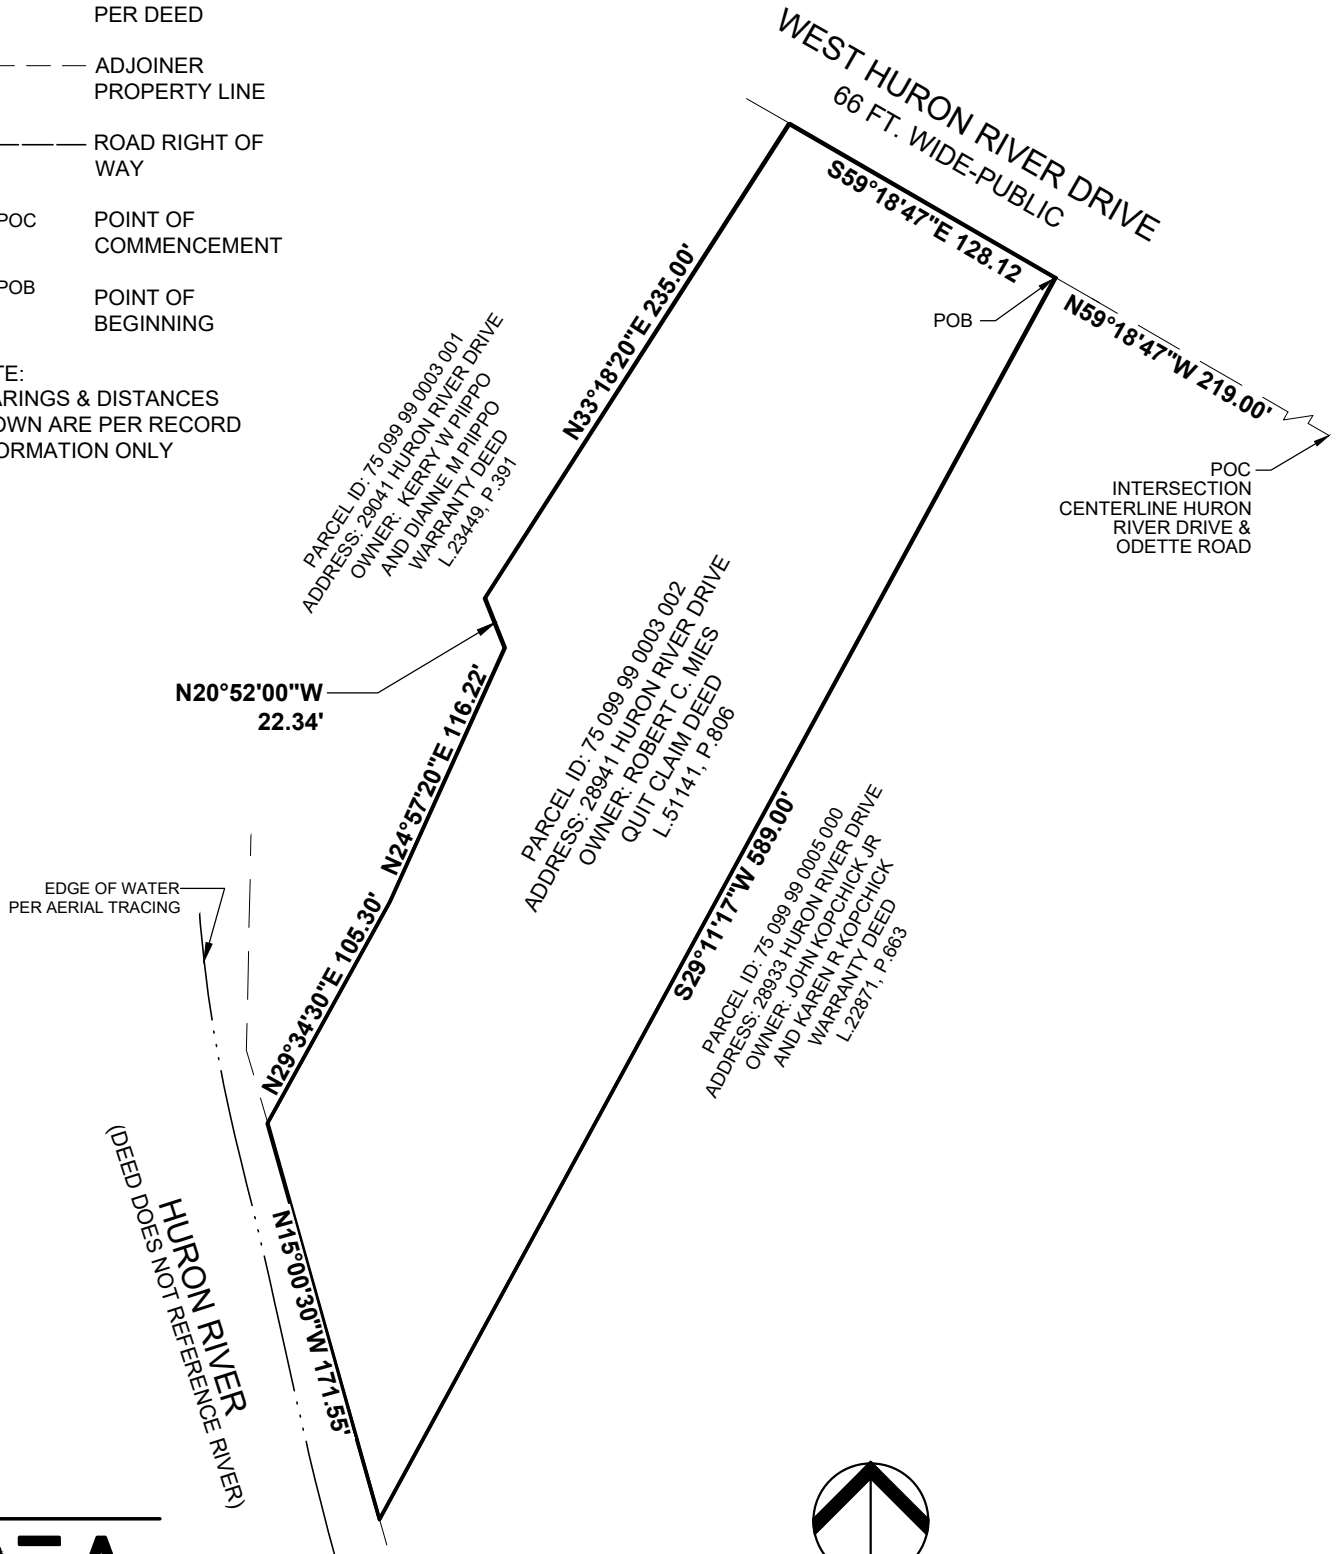 PER DEED
ADJOINER
PROPERTY LINE
ROAD RIGHT OF
WAY
POC
POINT OF
COMMENCEMENT
POB
POINT OF
BEGINNING
TE:
ARINGS & DISTANCES
OWN ARE PER RECORD
ORMATION ONLY
WEST HURON RIVER DRIVE
66 FT. WIDE-PUBLIC
S59°18'47"E 128.12
POB
N59°18'47"W 219.00'
POC
INTERSECTION
CENTERLINE HURON
RIVER DRIVE &
ODETTE ROAD
N33°18'20"E 235.00'
PARCEL ID: 75 099 99 0003 001
ADDRESS: 29041 HURON RIVER DRIVE
OWNER: KERRY W PIIPPO
AND DIANNE M PIIPPO
WARRANTY DEED
L.23449, P.391
N20°52'00"W
22.34'
N24°57'20"E 116.22'
PARCEL ID: 75 099 99 0003 002
ADDRESS: 28941 HURON RIVER DRIVE
OWNER: ROBERT C. MIES
QUIT CLAIM DEED
L.51141, P.806
S29°11'17"W 589.00'
PARCEL ID: 75 099 99 0005 000
ADDRESS: 28933 HURON RIVER DRIVE
OWNER: JOHN KOPCHICK JR
AND KAREN R KOPCHICK
WARRANTY DEED
L.22871, P.663
EDGE OF WATER
PER AERIAL TRACING
N29°34'30"E 105.30'
N15°00'30"W 171.55'
HURON RIVER
(DEED DOES NOT REFERENCE RIVER)